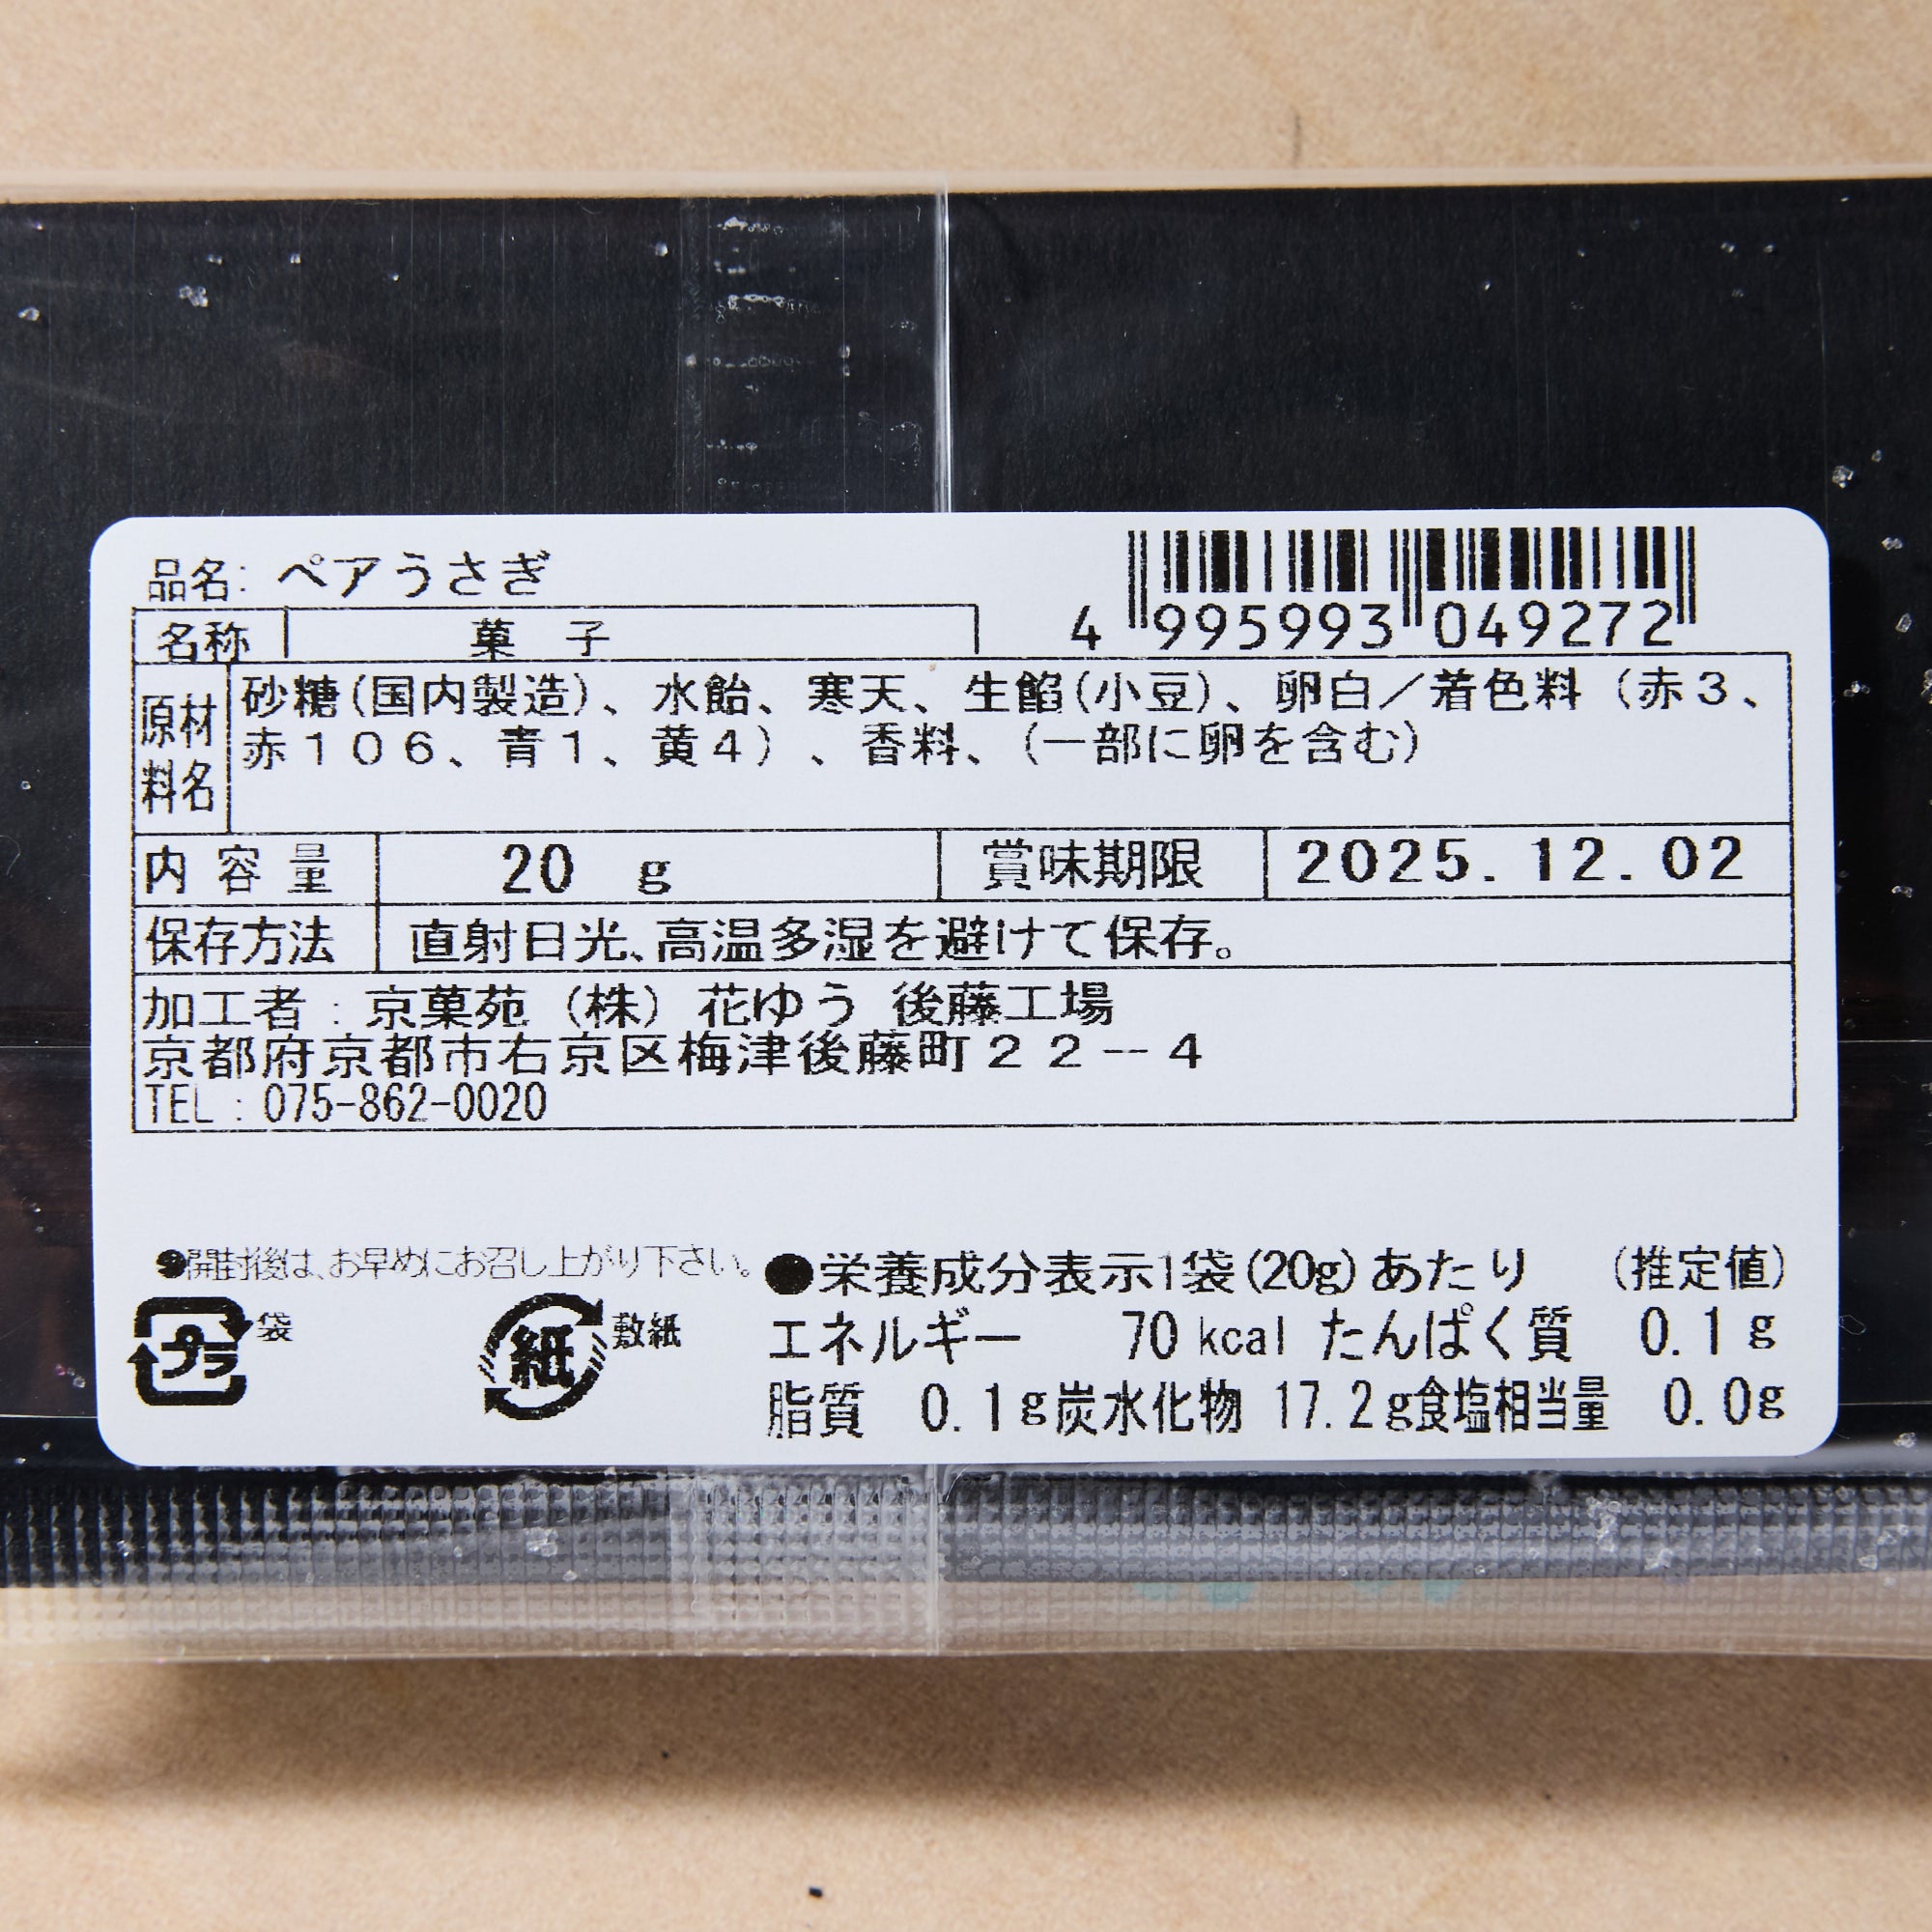 品名: ペアうさぎ
4 995993 049272
名称 菓 子
原材料名 砂糖(国内製造)、水飴、寒天、生餡(小豆)、卵白／着色料（赤３、
赤１０６、青１、黄４）、香料、(一部に卵を含む)
内 容 量 20 g 賞味期限 2025.12.02
保存方法 直射日光、高温多湿を避けて保存。
加工者：京菓苑（株）花ゆう 後藤工場
京都府京都市右京区梅津後藤町２２－４
TEL：075-862-0020
●開封後は、お早めにお召し上がり下さい。
プラ 袋
紙 敷紙
●栄養成分表示1袋(20g)あたり （推定値）
エネルギー 70 kcal たんぱく質 0.1 g
脂質 0.1 g 炭水化物 17.2 g 食塩相当量 0.0g